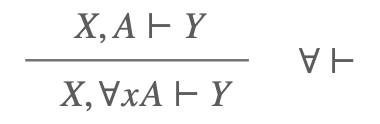 X, A ⊢ Y
∀ ⊢
X, ∀xA ⊢ Y